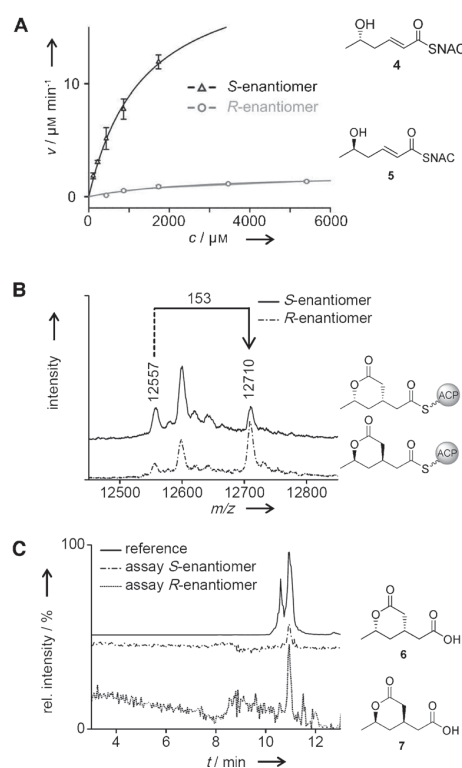 A
v / µM min⁻¹
10
0
0
2000
4000
6000
c / µM
S-enantiomer
R-enantiomer
OH
O
SNAC
4
OH
O
SNAC
5
B
intensity
153
12557
12710
S-enantiomer
R-enantiomer
12500
12600
12700
12800
m/z
O
O
O
S
ACP
O
O
O
S
ACP
C
rel. intensity / %
100
0
reference
assay S-enantiomer
assay R-enantiomer
4
6
8
10
12
t / min
O
O
O
OH
6
O
O
O
OH
7